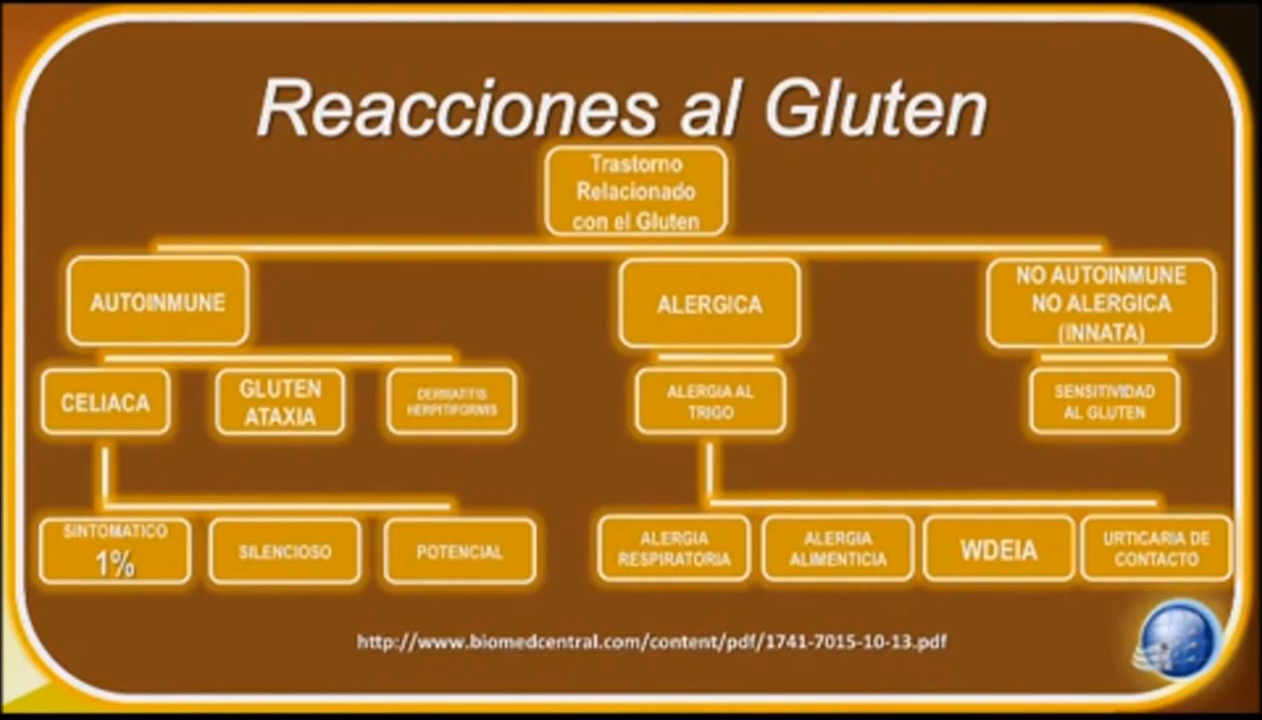 Reacciones al Gluten
Trastorno
Relacionado
con el Gluten
AUTOINMUNE
ALERGICA
NO AUTOINMUNE
NO ALERGICA
(INNATA)
CELIACA
GLUTEN
ATAXIA
DERMATITIS
HERPITIFORMIS
ALERGIA AL
TRIGO
SENSITIVIDAD
AL GLUTEN
SINTOMATICO
1%
SILENCIOSO
POTENCIAL
ALERGIA
RESPIRATORIA
ALERGIA
ALIMENTICIA
WDEIA
URTICARIA DE
CONTACTO
http://www.biomedcentral.com/content/pdf/1741-7015-10-13.pdf